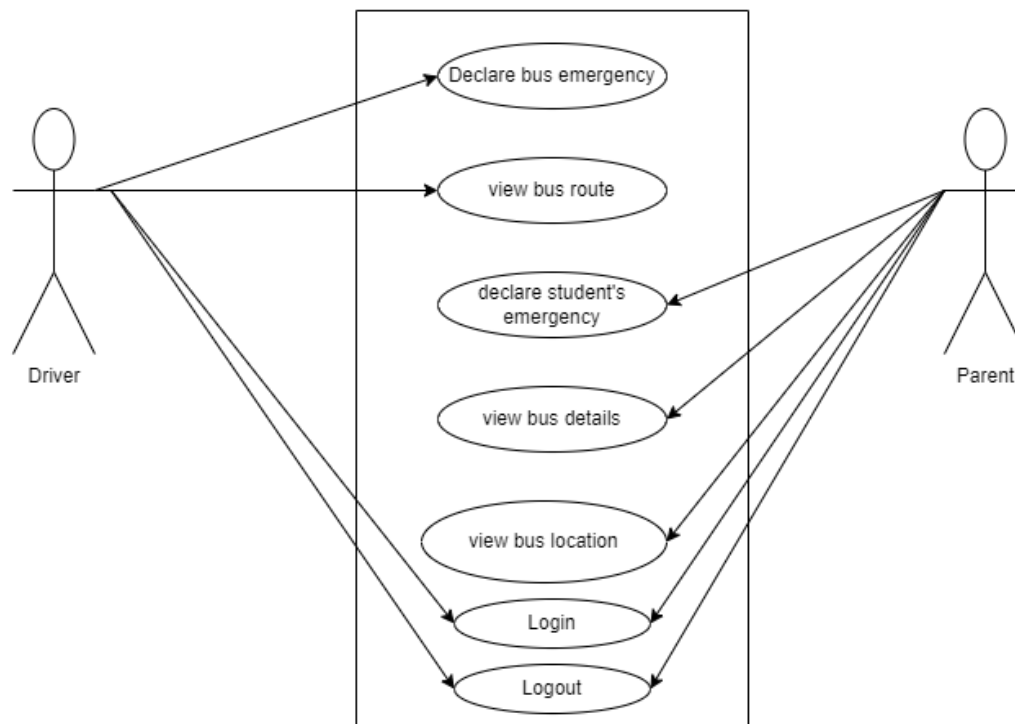 Declare bus emergency
view bus route
declare student's
emergency
Driver
Parent
view bus details
view bus location
Login
Logout